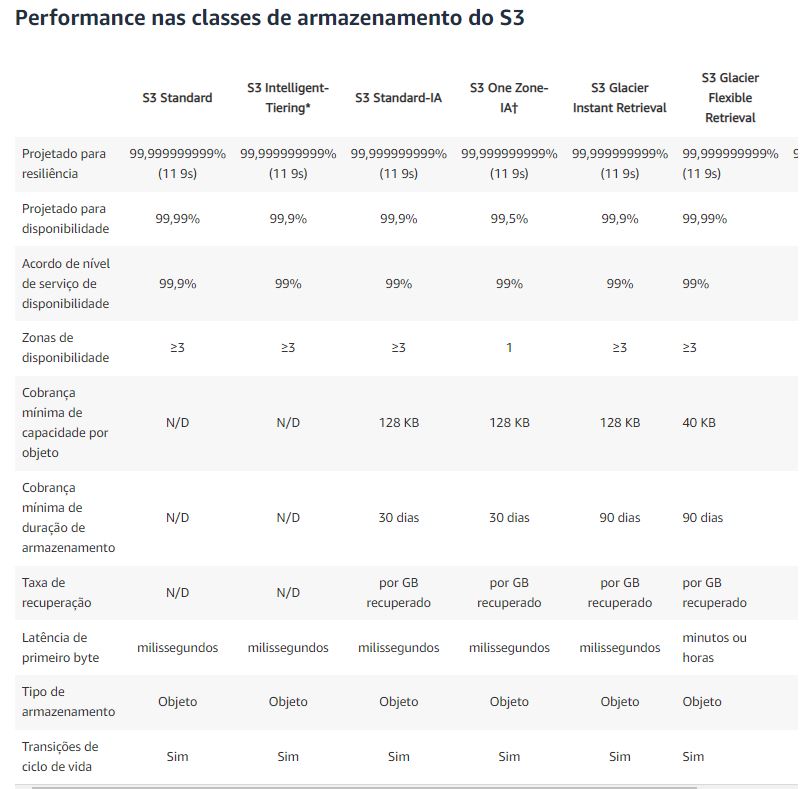 Performance nas classes de armazenamento do S3
S3 Standard
S3 Intelligent-
Tiering*
S3 Standard-IA
S3 One Zone-
IA†
S3 Glacier
Instant Retrieval
S3 Glacier
Flexible
Retrieval
Projetado para
resiliência
99,999999999%
(11 9s)
99,999999999%
(11 9s)
99,999999999%
(11 9s)
99,999999999%
(11 9s)
99,999999999%
(11 9s)
99,999999999%
(11 9s)
Projetado para
disponibilidade
99,99%
99,9%
99,9%
99,5%
99,9%
99,99%
Acordo de nível
de serviço de
disponibilidade
99,9%
99%
99%
99%
99%
99%
Zonas de
disponibilidade
≥3
≥3
≥3
1
≥3
≥3
Cobrança
mínima de
capacidade por
objeto
N/D
N/D
128 KB
128 KB
128 KB
40 KB
Cobrança
mínima de
duração de
armazenamento
N/D
N/D
30 dias
30 dias
90 dias
90 dias
Taxa de
recuperação
N/D
N/D
por GB
recuperado
por GB
recuperado
por GB
recuperado
por GB
recuperado
Latência de
primeiro byte
milissegundos
milissegundos
milissegundos
milissegundos
milissegundos
minutos ou
horas
Tipo de
armazenamento
Objeto
Objeto
Objeto
Objeto
Objeto
Objeto
Transições de
ciclo de vida
Sim
Sim
Sim
Sim
Sim
Sim